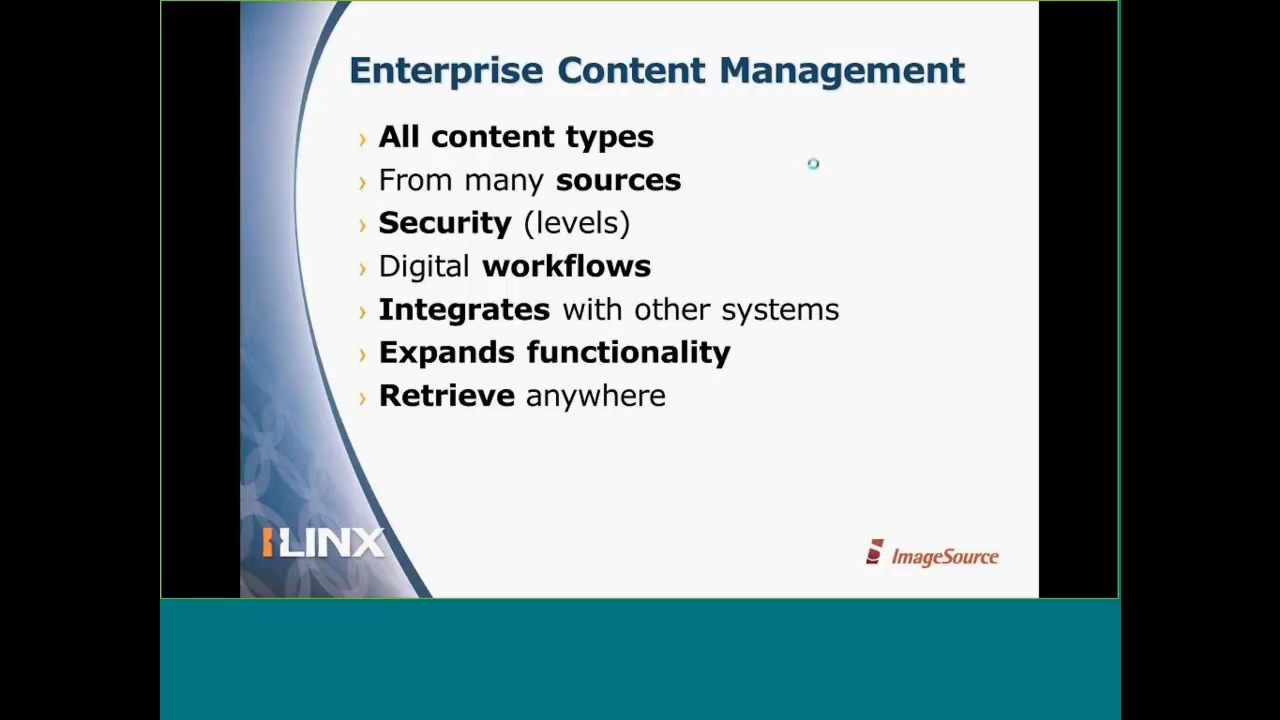 Enterprise Content Management
› All content types
› From many sources
› Security (levels)
› Digital workflows
› Integrates with other systems
› Expands functionality
› Retrieve anywhere
ILINX
ImageSource